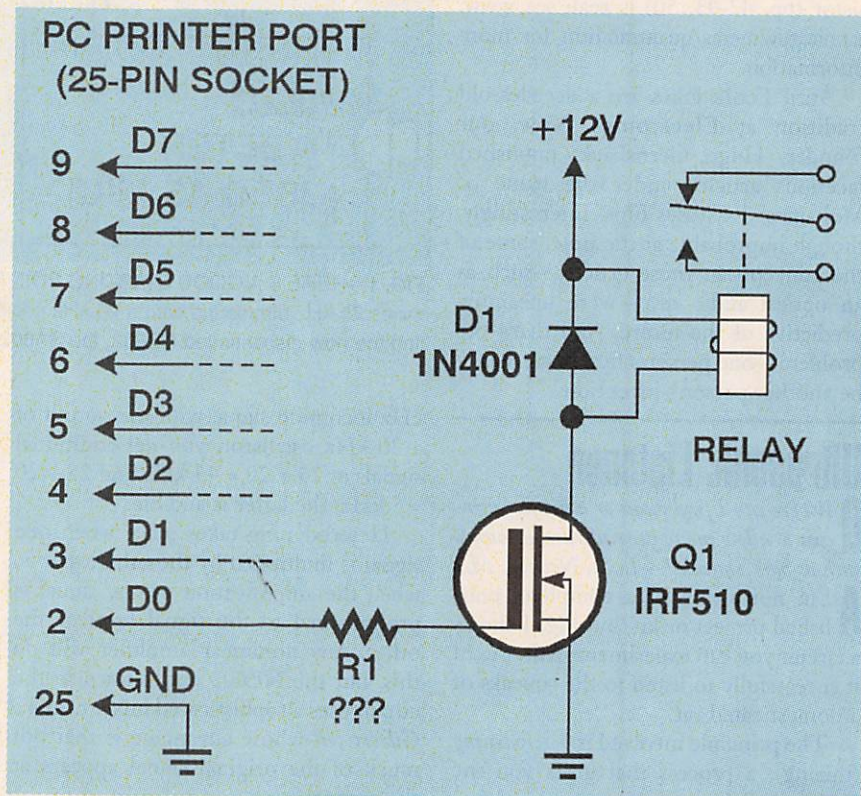 PC PRINTER PORT
(25-PIN SOCKET)
9 D7
8 D6
7 D5
6 D4
5 D3
4 D2
3 D1
2 D0
25 GND
R1
???
+12V
D1
1N4001
RELAY
Q1
IRF510